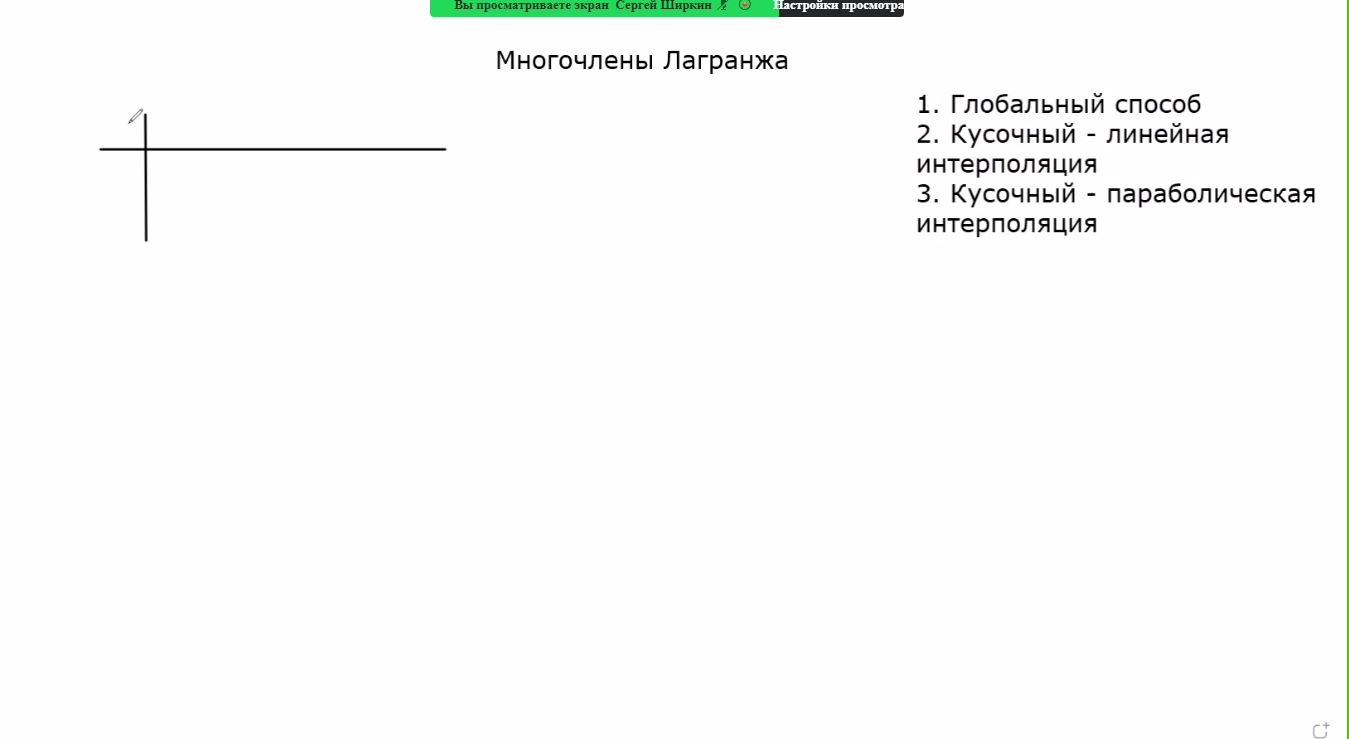 Вы просматриваете экран Сергей Ширкин
Настройки просмотра
Многочлены Лагранжа
1. Глобальный способ
2. Кусочный - линейная
интерполяция
3. Кусочный - параболическая
интерполяция